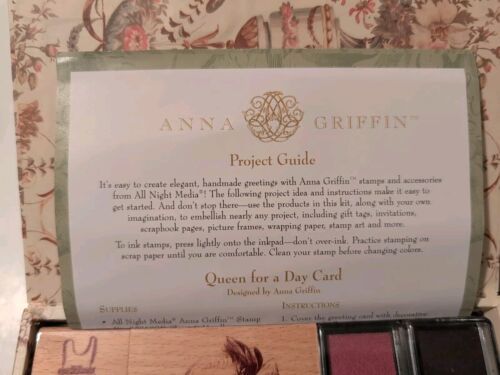 ANNA GRIFFIN™
Project Guide
It's easy to create elegant, handmade greetings with Anna Griffin™ stamps and accessories
from All Night Media®! The following project idea and instructions make it easy to
get started. And don't stop there—use the products in this kit, along with your own
imagination, to embellish nearly any project, including gift tags, invitations,
scrapbook pages, picture frames, wrapping paper, stamp art and more.
To ink stamps, press lightly onto the inkpad—don't over-ink. Practice stamping on
scrap paper until you are comfortable. Clean your stamp before changing colors.
Queen for a Day Card
Designed by Anna Griffin
SUPPLIES
• All Night Media® Anna Griffin™ Stamp
INSTRUCTIONS
1. Cover the greeting card with decorative